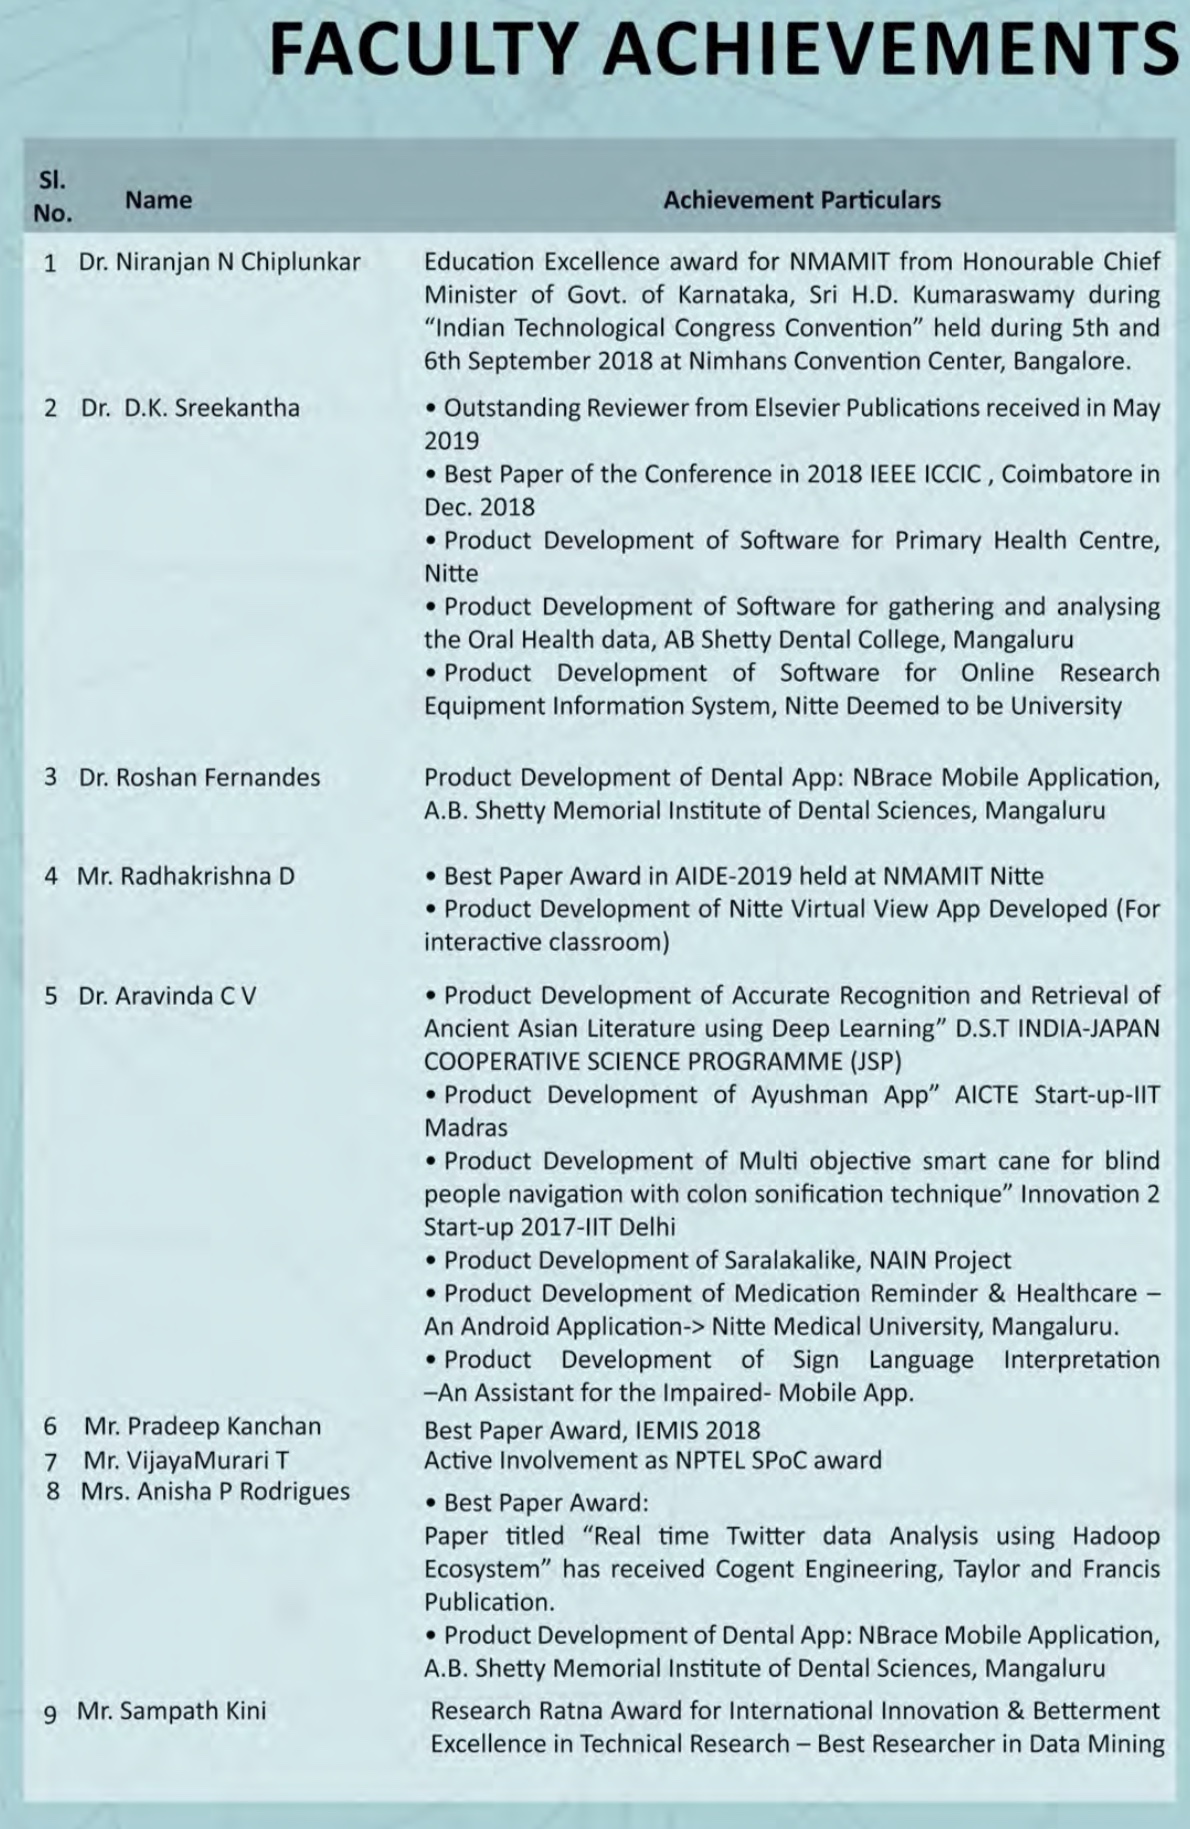 FACULTY ACHIEVEMENTS
Sl.
No.
Name
Achievement Particulars
1 Dr. Niranjan N Chiplunkar
Education Excellence award for NMAMIT from Honourable Chief
Minister of Govt. of Karnataka, Sri H.D. Kumaraswamy during
“Indian Technological Congress Convention” held during 5th and
6th September 2018 at Nimhans Convention Center, Bangalore.
2 Dr. D.K. Sreekantha
• Outstanding Reviewer from Elsevier Publications received in May
2019
• Best Paper of the Conference in 2018 IEEE ICCIC , Coimbatore in
Dec. 2018
• Product Development of Software for Primary Health Centre,
Nitte
• Product Development of Software for gathering and analysing
the Oral Health data, AB Shetty Dental College, Mangaluru
• Product Development of Software for Online Research
Equipment Information System, Nitte Deemed to be University
3 Dr. Roshan Fernandes
Product Development of Dental App: NBrace Mobile Application,
A.B. Shetty Memorial Institute of Dental Sciences, Mangaluru
4 Mr. Radhakrishna D
• Best Paper Award in AIDE-2019 held at NMAMIT Nitte
• Product Development of Nitte Virtual View App Developed (For
interactive classroom)
5 Dr. Aravinda C V
• Product Development of Accurate Recognition and Retrieval of
Ancient Asian Literature using Deep Learning” D.S.T INDIA-JAPAN
COOPERATIVE SCIENCE PROGRAMME (JSP)
• Product Development of Ayushman App” AICTE Start-up-IIT
Madras
• Product Development of Multi objective smart cane for blind
people navigation with colon sonification technique” Innovation 2
Start-up 2017-IIT Delhi
• Product Development of Saralakalike, NAIN Project
• Product Development of Medication Reminder & Healthcare –
An Android Application-> Nitte Medical University, Mangaluru.
• Product Development of Sign Language Interpretation
–An Assistant for the Impaired- Mobile App.
6 Mr. Pradeep Kanchan
Best Paper Award, IEMIS 2018
7 Mr. VijayaMurari T
Active Involvement as NPTEL SPoC award
8 Mrs. Anisha P Rodrigues
• Best Paper Award:
Paper titled “Real time Twitter data Analysis using Hadoop
Ecosystem” has received Cogent Engineering, Taylor and Francis
Publication.
• Product Development of Dental App: NBrace Mobile Application,
A.B. Shetty Memorial Institute of Dental Sciences, Mangaluru
9 Mr. Sampath Kini
Research Ratna Award for International Innovation & Betterment
Excellence in Technical Research – Best Researcher in Data Mining